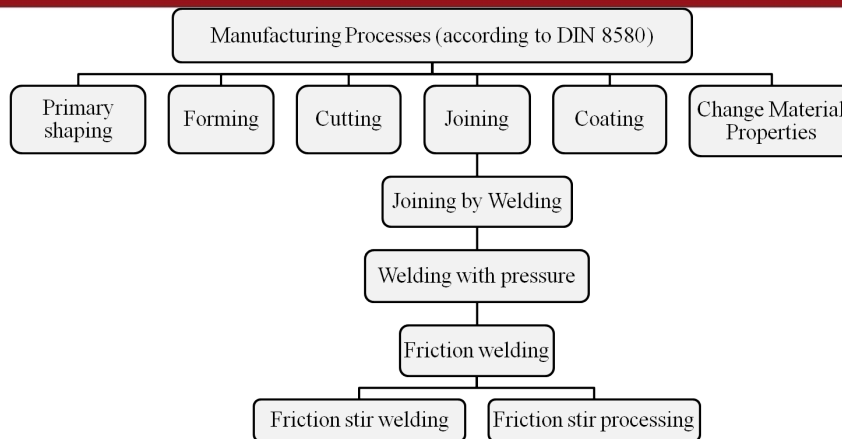 Manufacturing Processes (according to DIN 8580)
Primary
shaping
Forming
Cutting
Joining
Coating
Change Material
Properties
Joining by Welding
Welding with pressure
Friction welding
Friction stir welding
Friction stir processing